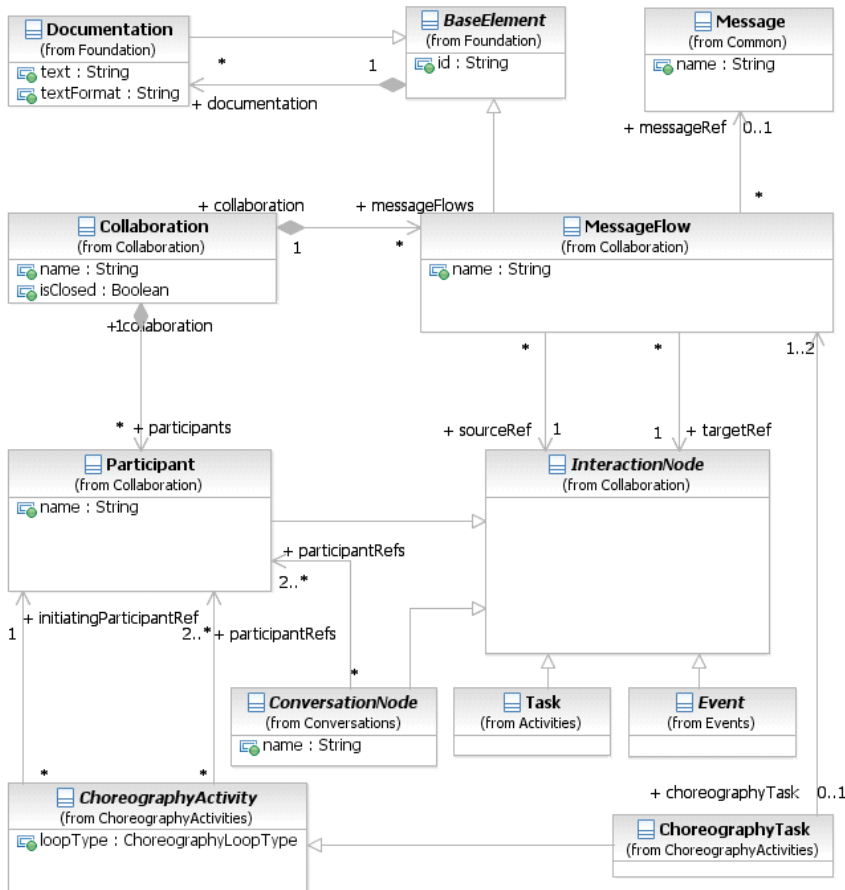 Documentation
(from Foundation)
text : String
textFormat : String
BaseElement
(from Foundation)
id : String
Message
(from Common)
name : String
*
1
+ documentation
+ messageRef
0..1
*
+ collaboration
+ messageFlows
1
*
Collaboration
(from Collaboration)
name : String
isClosed : Boolean
MessageFlow
(from Collaboration)
name : String
+ collaboration
1
*
*
1..2
* + participants
+ sourceRef
1
1
+ targetRef
Participant
(from Collaboration)
name : String
InteractionNode
(from Collaboration)
+ participantRefs
2..*
+ initiatingParticipantRef
1
2..*
+ participantRefs
*
ConversationNode
(from Conversations)
name : String
Task
(from Activities)
Event
(from Events)
*
*
+ choreographyTask
0..1
ChoreographyActivity
(from ChoreographyActivities)
loopType : ChoreographyLoopType
ChoreographyTask
(from ChoreographyActivities)